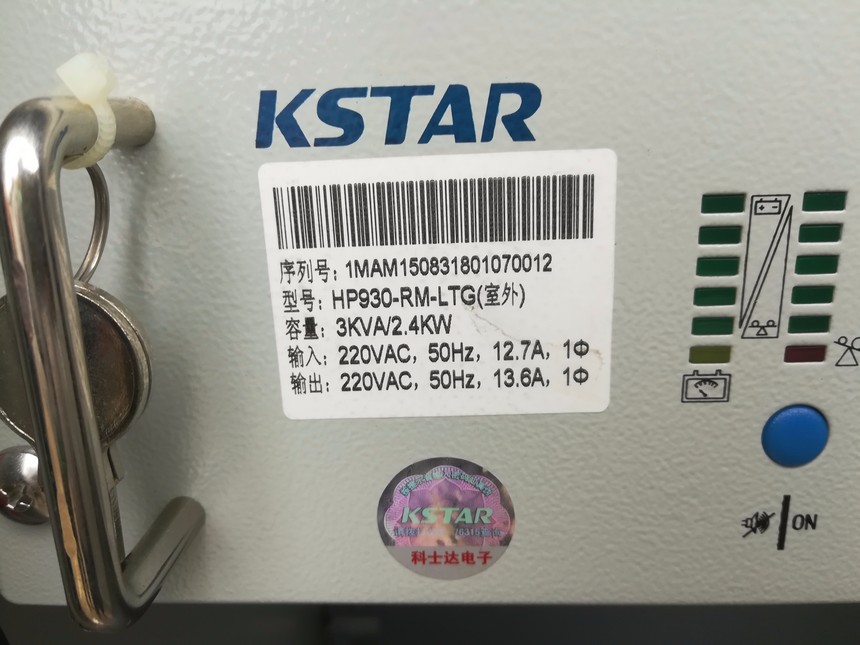 KSTAR
序列号：1MAM150831801070012
型号：HP930-RM-LTG(室外)
容量：3KVA/2.4KW
输入：220VAC，50Hz，12.7A，1Φ
输出：220VAC，50Hz，13.6A，1Φ
ON
KSTAR
科士达电子